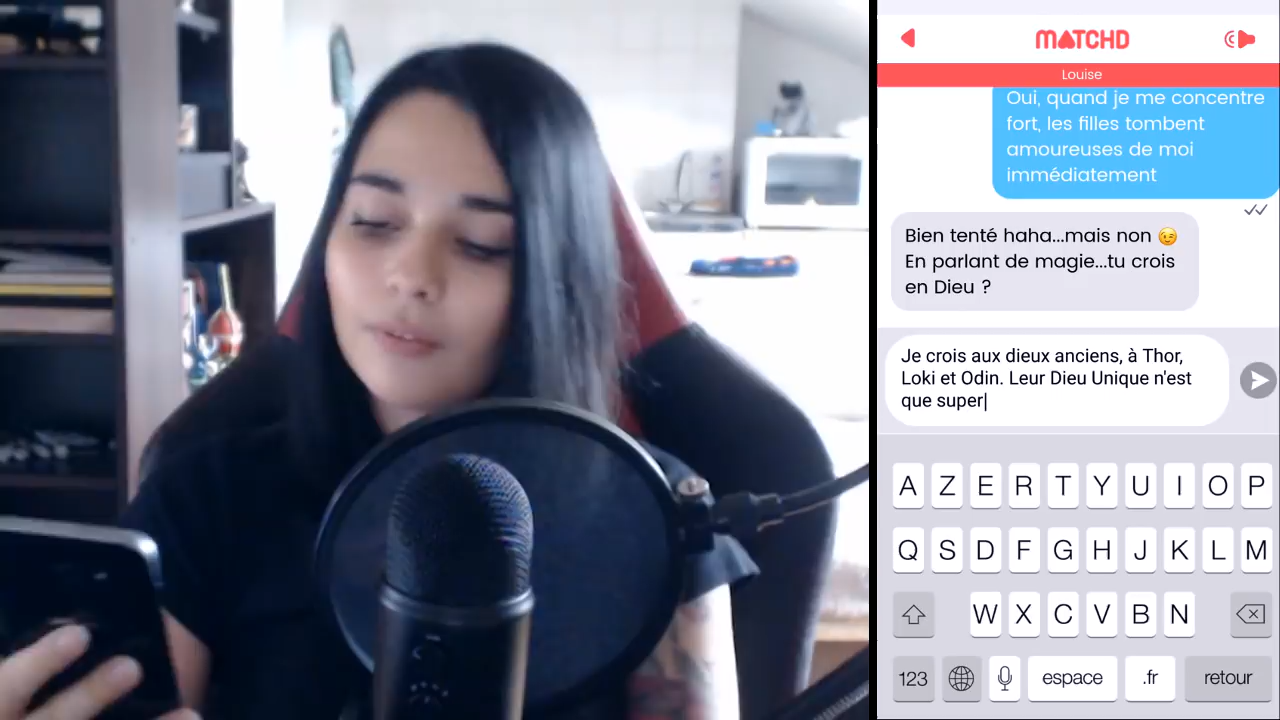 MATCHD
Louise
Oui, quand je me concentre
fort, les filles tombent
amoureuses de moi
immédiatement
Bien tenté haha...mais non 😉
En parlant de magie...tu crois
en Dieu ?
Je crois aux dieux anciens, à Thor,
Loki et Odin. Leur Dieu Unique n'est
que super
A Z E R T Y U I O P
Q S D F G H J K L M
W X C V B N
123 espace .fr retour